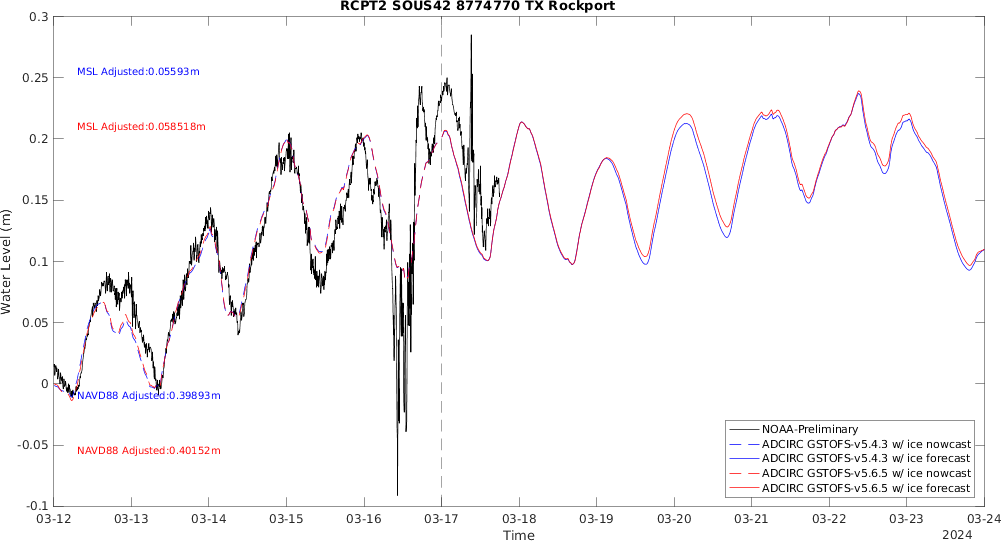 RCPT2 SOUS42 8774770 TX Rockport
0.3
0.25
0.2
0.15
0.1
0.05
0
-0.05
-0.1
Water Level (m)
MSL Adjusted:0.05593m
MSL Adjusted:0.058518m
NAVD88 Adjusted:0.39893m
NAVD88 Adjusted:0.40152m
NOAA-Preliminary
ADCIRC GSTOFS-v5.4.3 w/ ice nowcast
ADCIRC GSTOFS-v5.4.3 w/ ice forecast
ADCIRC GSTOFS-v5.6.5 w/ ice nowcast
ADCIRC GSTOFS-v5.6.5 w/ ice forecast
03-12 03-13 03-14 03-15 03-16 03-17 03-18 03-19 03-20 03-21 03-22 03-23 03-24
Time
2024